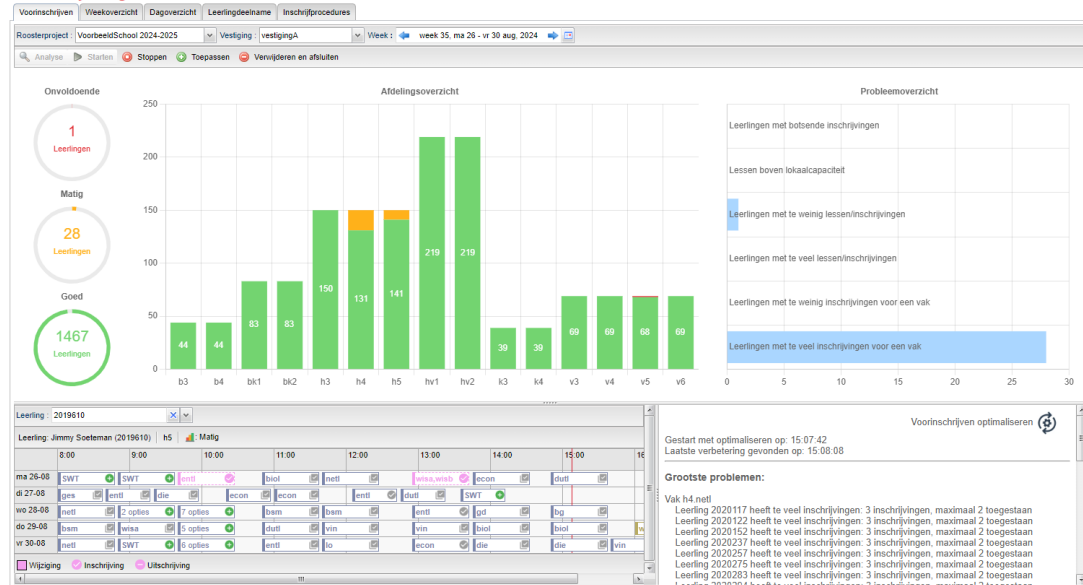 Voorinschrijven Weekoverzicht Dagoverzicht Leerlingdeelname Inschrijfprocedures
Roosterproject : VoorbeeldSchool 2024-2025 Vestiging : vestigingA Week : week 35, ma 26 - vr 30 aug, 2024
Analyse Starten Stoppen Toepassen Verwijderen en afsluiten
Onvoldoende
1
Leerlingen
Matig
28
Leerlingen
Goed
1467
Leerlingen
Afdelingsoverzicht
250
200
150
100
50
0
44 44 83 83 150 131 141 219 219 39 39 69 69 68 69
b3 b4 bk1 bk2 h3 h4 h5 hv1 hv2 k3 k4 v3 v4 v5 v6
Probleemoverzicht
Leerlingen met botsende inschrijvingen
Lessen boven lokaalcapaciteit
Leerlingen met te weinig lessen/inschrijvingen
Leerlingen met te veel lessen/inschrijvingen
Leerlingen met te weinig inschrijvingen voor een vak
Leerlingen met te veel inschrijvingen voor een vak
0 5 10 15 20 25 30
Leerling : 2019610
Leerling: Jimmy Soeteman (2019610) h5 : Matig
8:00 9:00 10:00 11:00 12:00 13:00 14:00 15:00 16
ma 26-08 SWT SWT entl biol netl wisa,wiab econ dutl
di 27-08 ges entl die econ econ entl dutl SWT
wo 28-08 netl 2 opties 7 opties bsm bsm entl gd bg
do 29-08 bsm wisa 5 opties dutl vin vin biol biol w
vr 30-08 netl SWT 6 opties entl lo econ die die vin
Wijziging Inschrijving Uitschrijving
Voorinschrijven optimaliseren
Gestart met optimaliseren op: 15:07:42
Laatste verbetering gevonden op: 15:08:08
Grootste problemen:
Vak h4.netl
Leerling 2020117 heeft te veel inschrijvingen: 3 inschrijvingen, maximaal 2 toegestaan
Leerling 2020122 heeft te veel inschrijvingen: 3 inschrijvingen, maximaal 2 toegestaan
Leerling 2020152 heeft te veel inschrijvingen: 3 inschrijvingen, maximaal 2 toegestaan
Leerling 2020237 heeft te veel inschrijvingen: 3 inschrijvingen, maximaal 2 toegestaan
Leerling 2020257 heeft te veel inschrijvingen: 3 inschrijvingen, maximaal 2 toegestaan
Leerling 2020275 heeft te veel inschrijvingen: 3 inschrijvingen, maximaal 2 toegestaan
Leerling 2020283 heeft te veel inschrijvingen: 3 inschrijvingen, maximaal 2 toegestaan